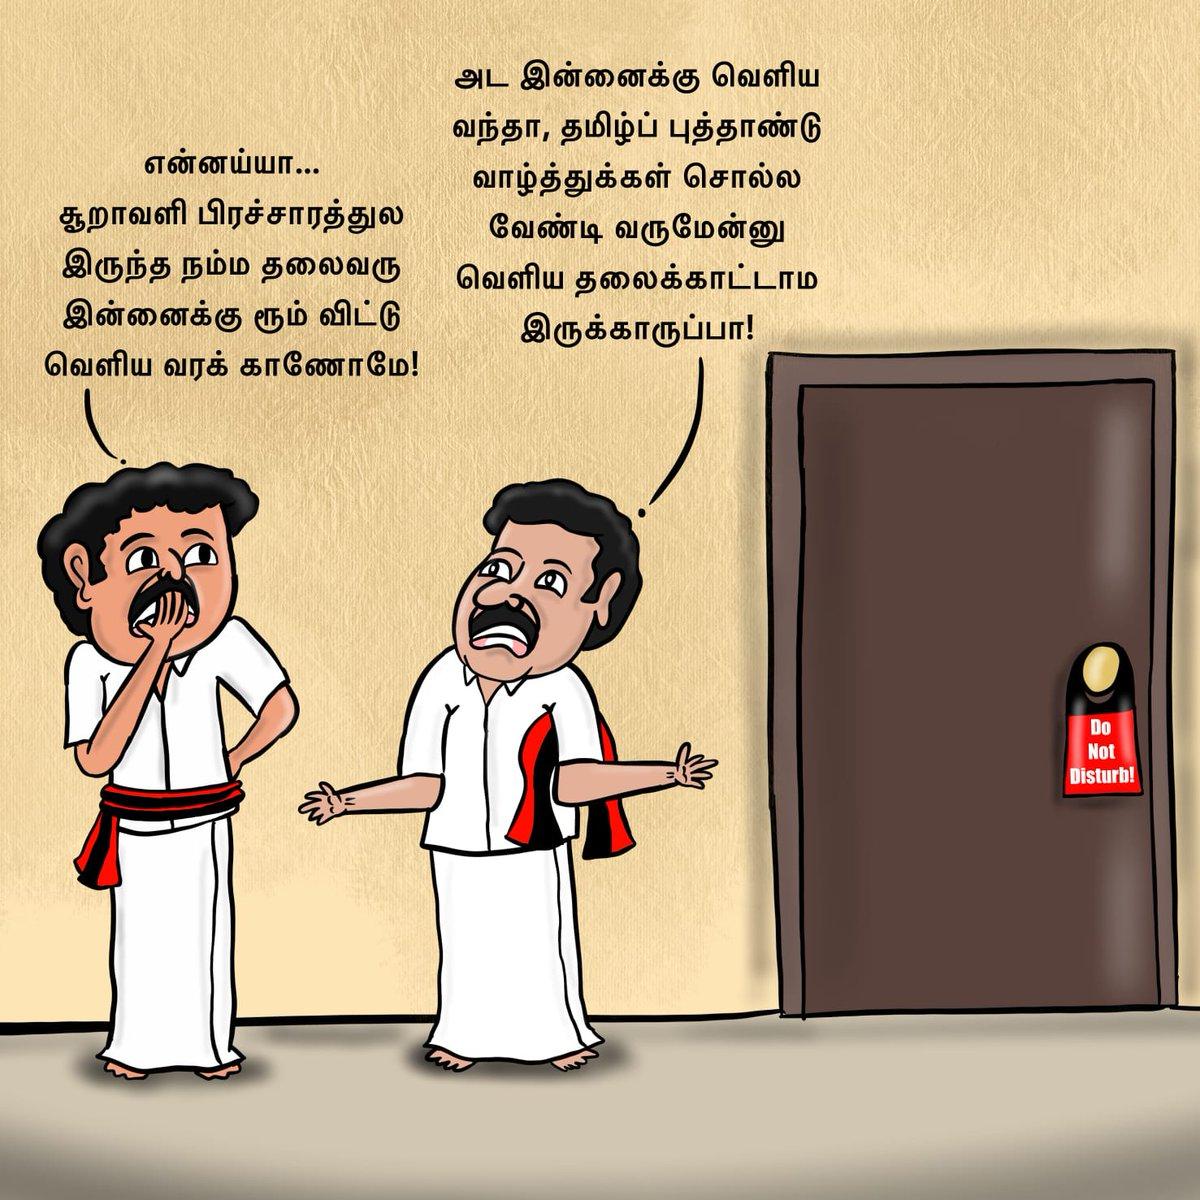 என்னய்யா...
சூறாவளி பிரச்சாரத்துல
இருந்த நம்ம தலைவரு
இன்னைக்கு ரூம் விட்டு
வெளிய வரக் காணோமே!
அட இன்னைக்கு வெளிய
வந்தா, தமிழ்ப் புத்தாண்டு
வாழ்த்துக்கள் சொல்ல
வேண்டி வருமேன்னு
வெளிய தலைக்காட்டாம
இருக்காருப்பா!
Do
Not
Disturb!